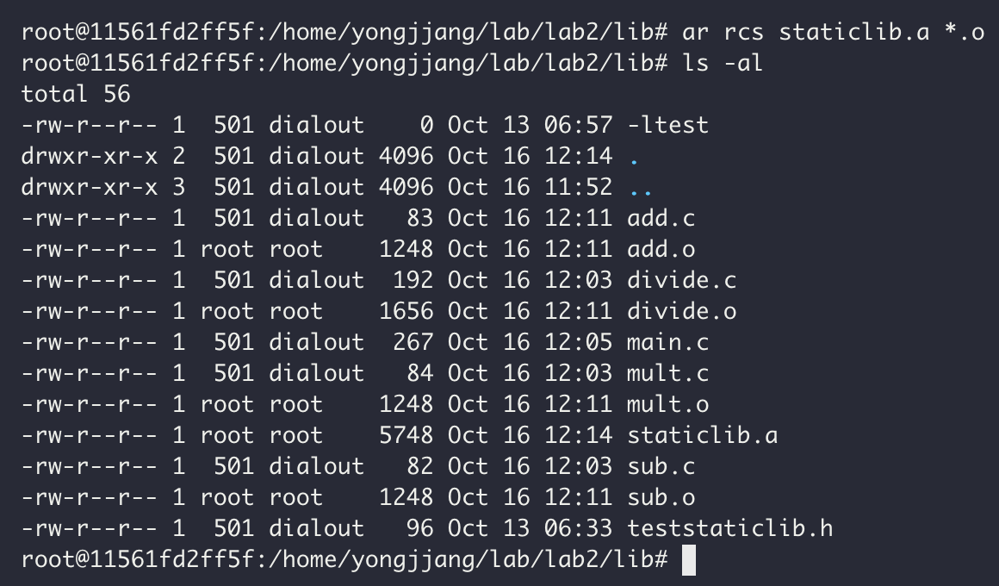 root@11561fd2ff5f:/home/yongjjang/lab/lab2/lib# ar rcs staticlib.a *.o
root@11561fd2ff5f:/home/yongjjang/lab/lab2/lib# ls -al
total 56
-rw-r--r-- 1  501 dialout    0 Oct 13 06:57 -ltest
drwxr-xr-x 2  501 dialout 4096 Oct 16 12:14 .
drwxr-xr-x 3  501 dialout 4096 Oct 16 11:52 ..
-rw-r--r-- 1  501 dialout   83 Oct 16 12:11 add.c
-rw-r--r-- 1 root root    1248 Oct 16 12:11 add.o
-rw-r--r-- 1  501 dialout  192 Oct 16 12:03 divide.c
-rw-r--r-- 1 root root    1656 Oct 16 12:11 divide.o
-rw-r--r-- 1  501 dialout  267 Oct 16 12:05 main.c
-rw-r--r-- 1  501 dialout   84 Oct 16 12:03 mult.c
-rw-r--r-- 1 root root    1248 Oct 16 12:11 mult.o
-rw-r--r-- 1 root root    5748 Oct 16 12:14 staticlib.a
-rw-r--r-- 1  501 dialout   82 Oct 16 12:03 sub.c
-rw-r--r-- 1 root root    1248 Oct 16 12:11 sub.o
-rw-r--r-- 1  501 dialout   96 Oct 13 06:33 teststaticlib.h
root@11561fd2ff5f:/home/yongjjang/lab/lab2/lib#